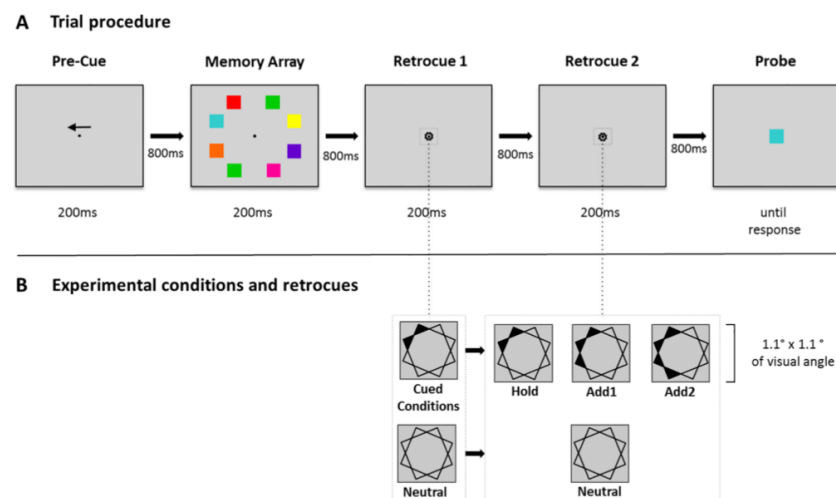 A Trial procedure
Pre-Cue
Memory Array
Retrocue 1
Retrocue 2
Probe
800ms
800ms
800ms
800ms
200ms
200ms
200ms
200ms
until
response
B Experimental conditions and retrocues
Cued
Conditions
Hold
Add1
Add2
1.1° x 1.1 °
of visual angle
Neutral
Neutral